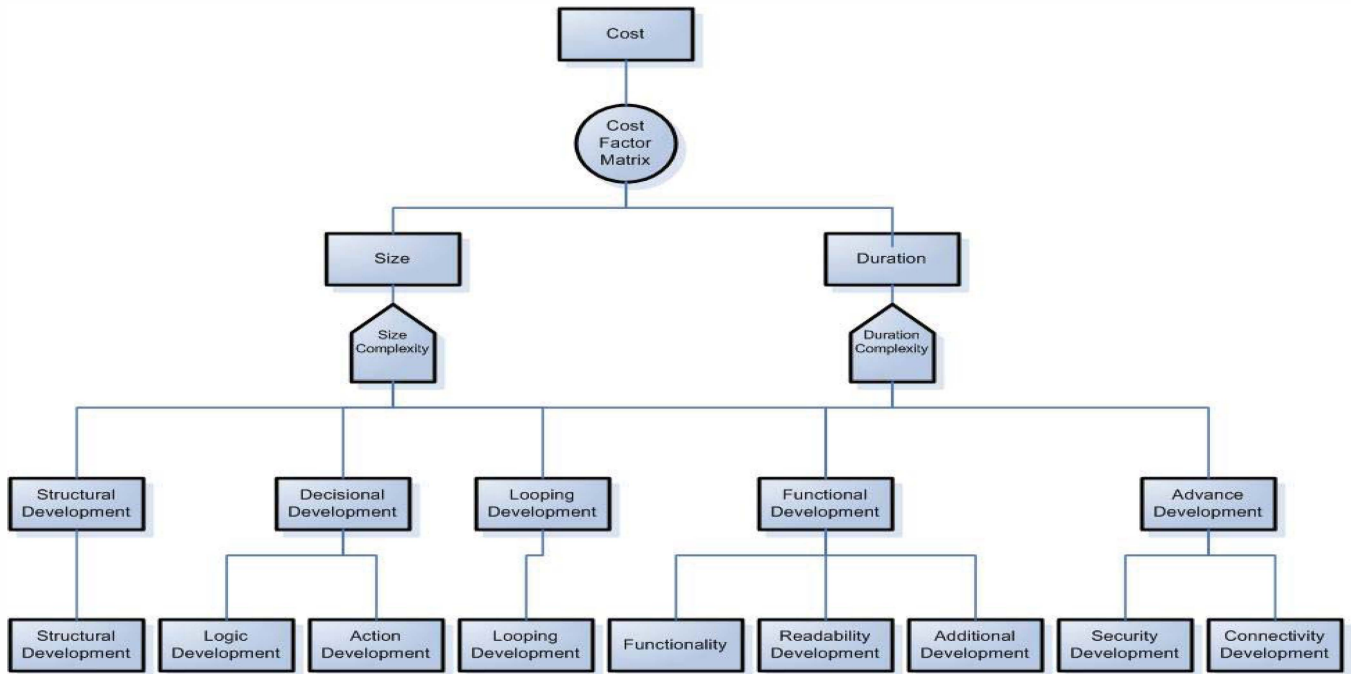 Cost
Cost
Factor
Matrix
Size
Duration
Size
Complexity
Duration
Complexity
Structural
Development
Decisional
Development
Looping
Development
Functional
Development
Advance
Development
Structural
Development
Logic
Development
Action
Development
Looping
Development
Functionality
Readability
Development
Additional
Development
Security
Development
Connectivity
Development